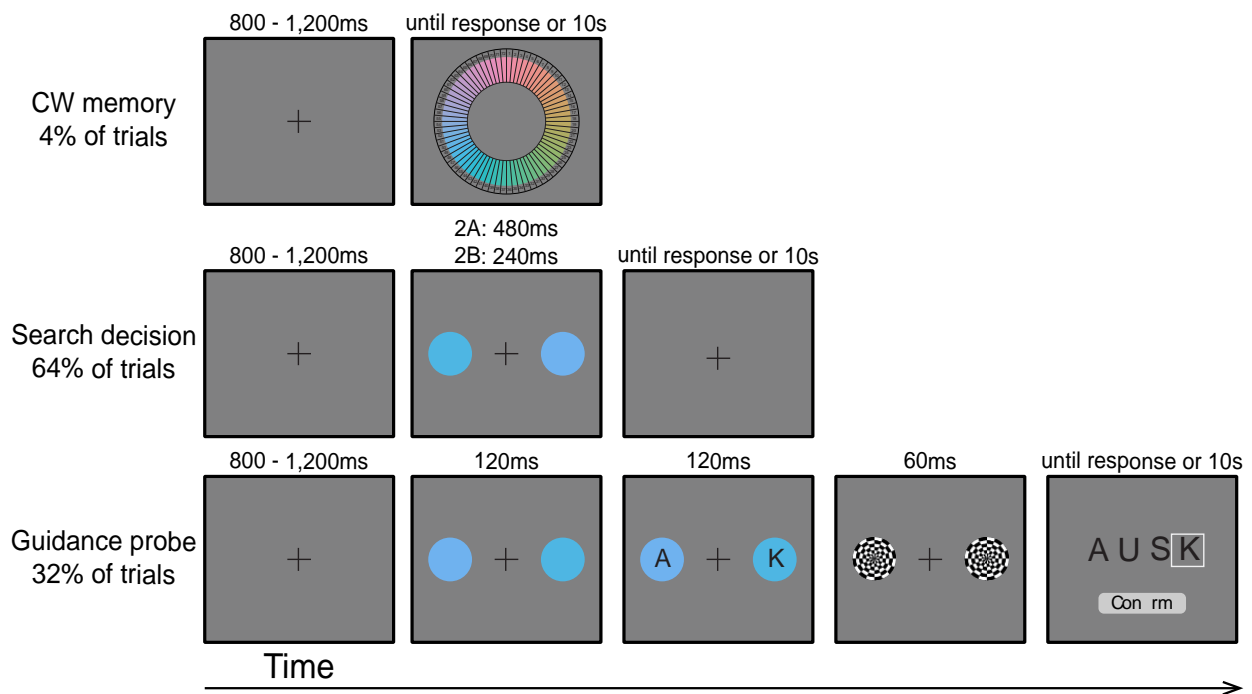 800 - 1,200ms
until response or 10s
CW memory
4% of trials
2A: 480ms
2B: 240ms
800 - 1,200ms
until response or 10s
Search decision
64% of trials
800 - 1,200ms
120ms
120ms
60ms
until response or 10s
Guidance probe
32% of trials
A
K
A U S K
Con rm
Time